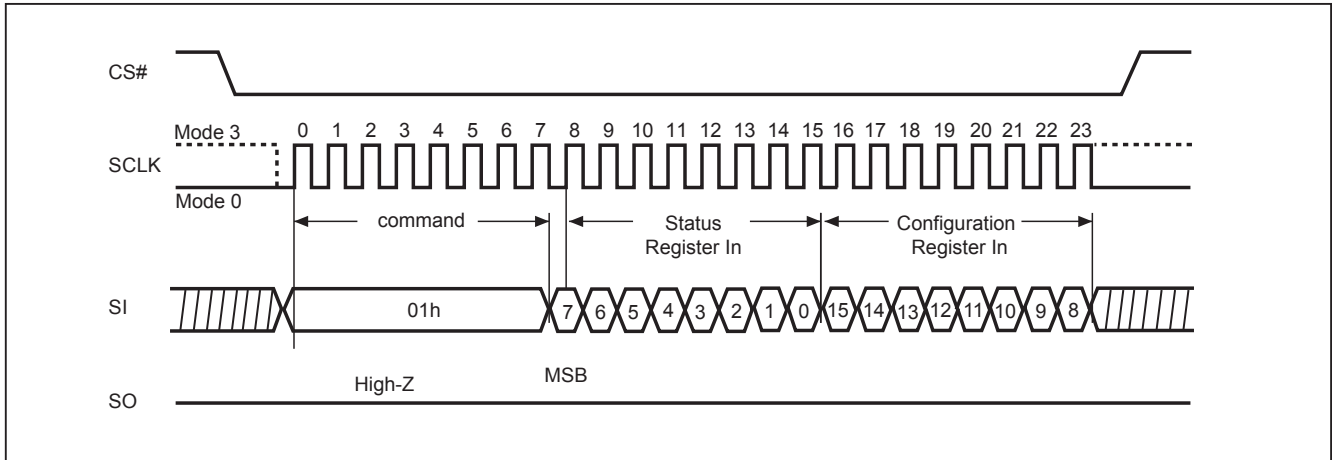 CS#
Mode 3
0 1 2 3 4 5 6 7 8 9 10 11 12 13 14 15 16 17 18 19 20 21 22 23
SCLK
Mode 0
command
Status
Register In
Configuration
Register In
SI
01h
7 6 5 4 3 2 1 0 15 14 13 12 11 10 9 8
High-Z
MSB
SO